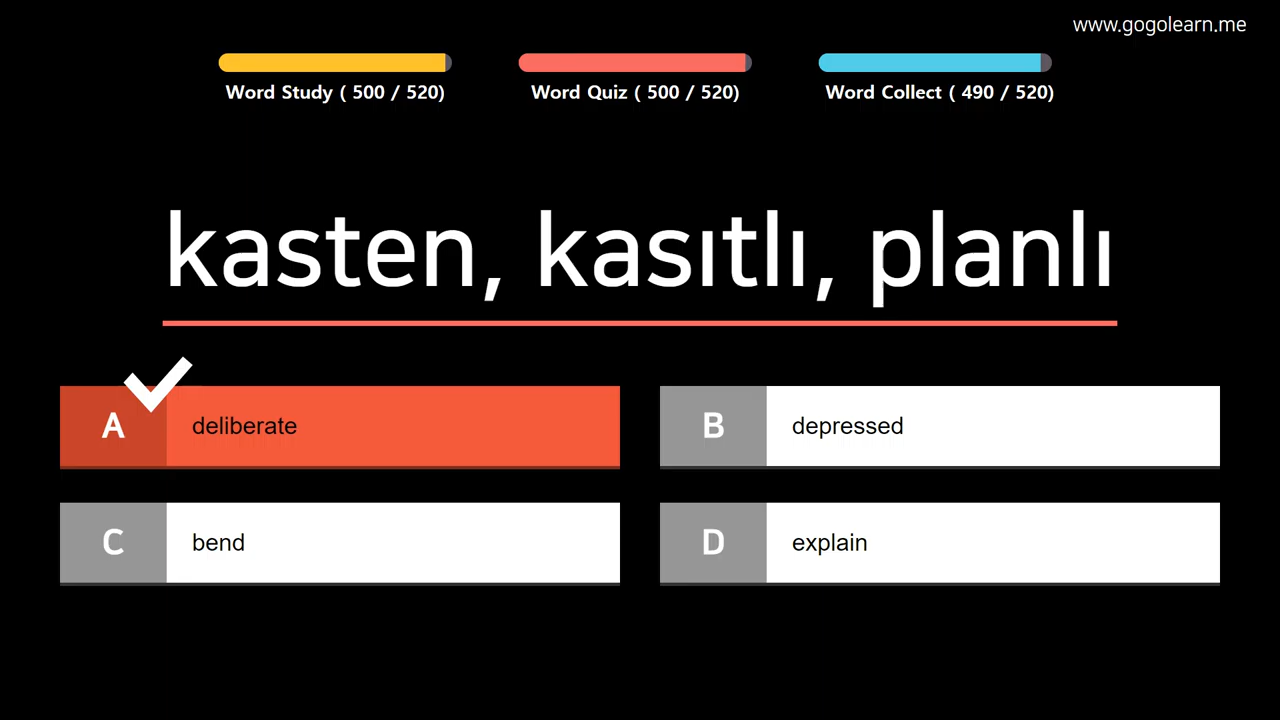 www.gogolearn.me
Word Study ( 500 / 520)
Word Quiz ( 500 / 520)
Word Collect ( 490 / 520)
kasten, kasıtlı, planlı
A deliberate
B depressed
C bend
D explain